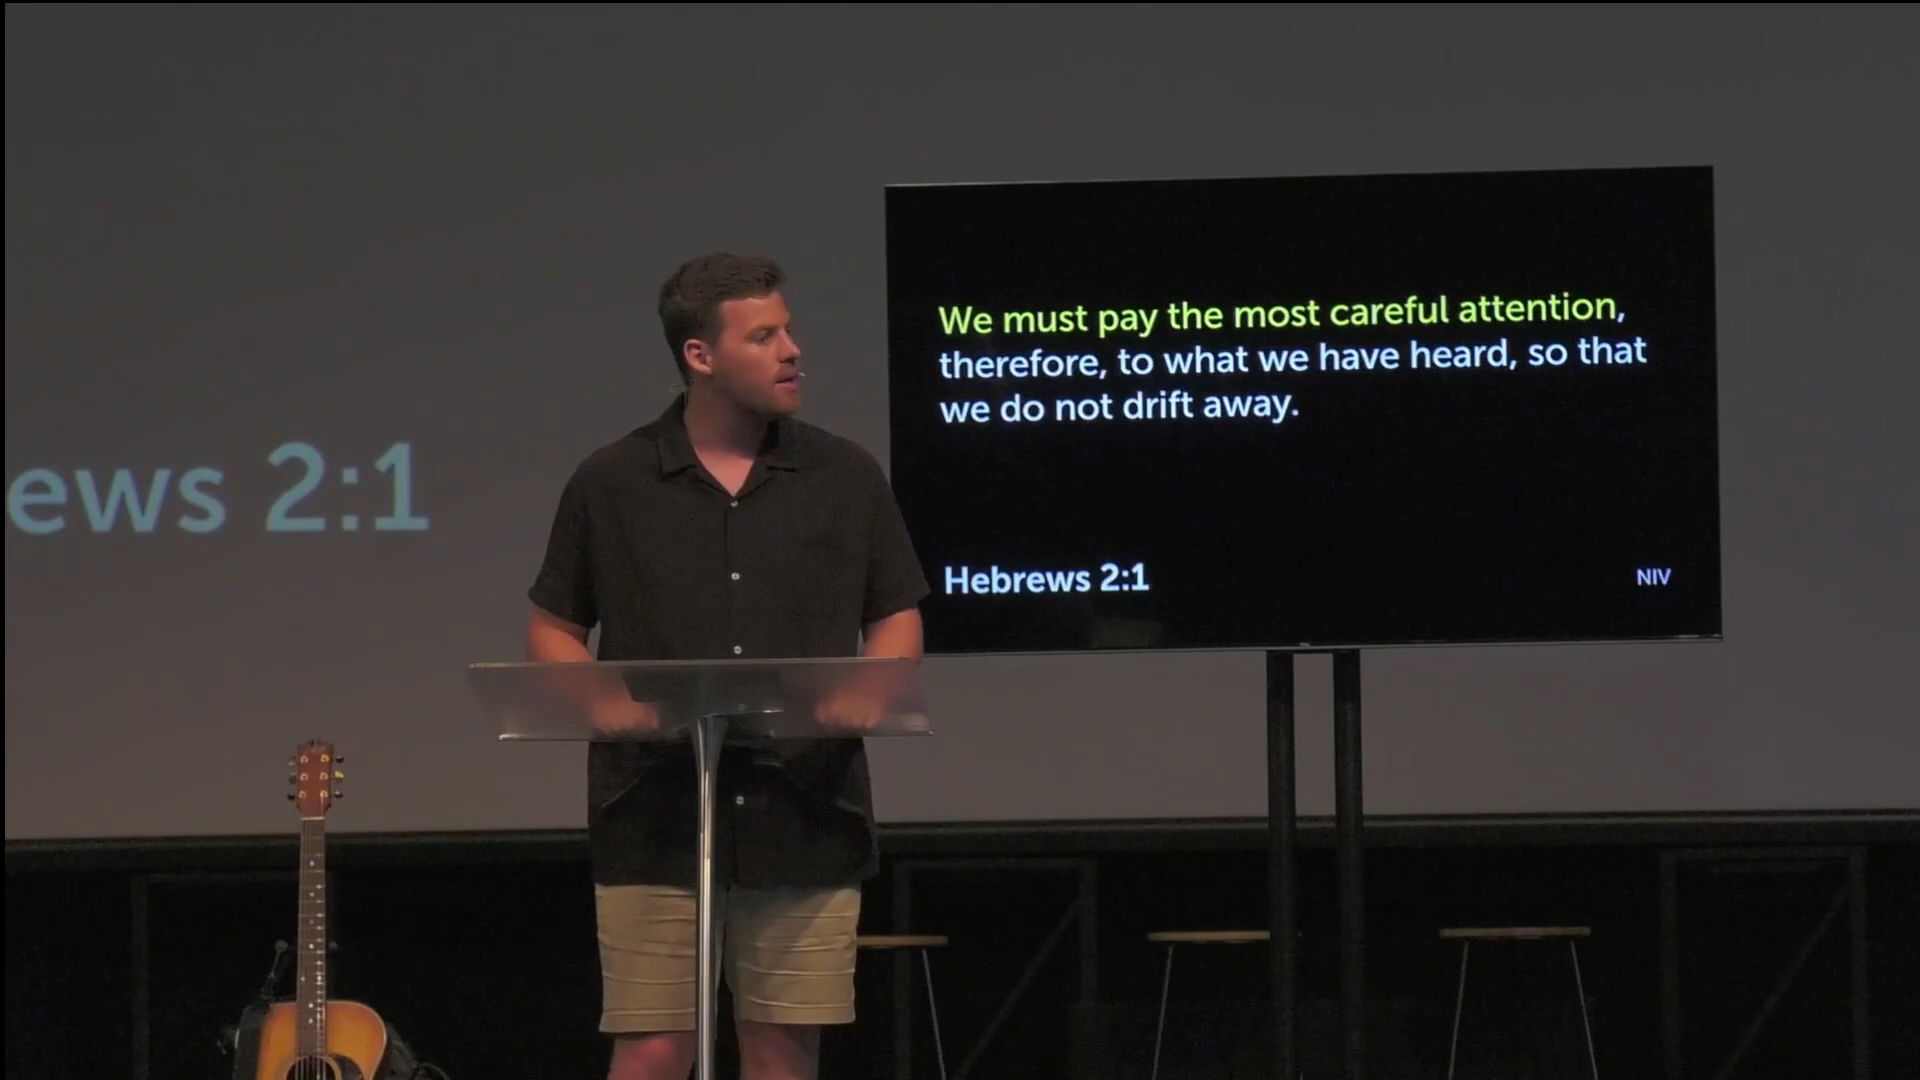 ews 2:1
We must pay the most careful attention,
therefore, to what we have heard, so that
we do not drift away.
Hebrews 2:1
NIV